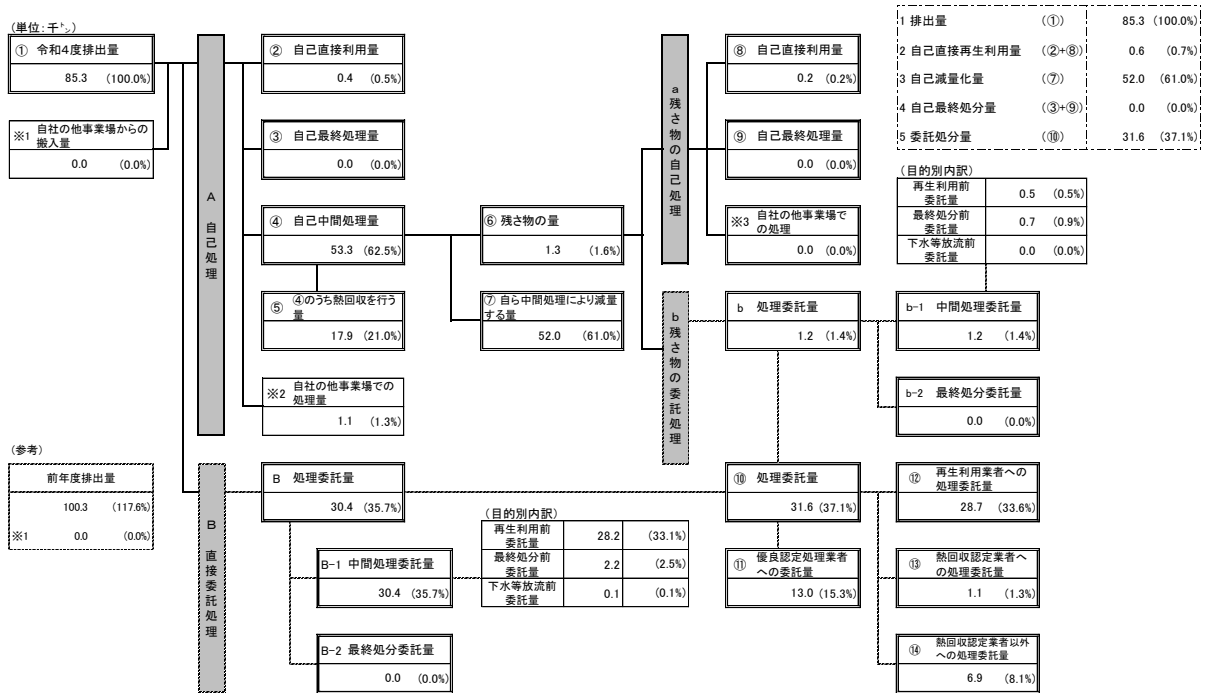 (単位:千㌧)
① 令和4度排出量
85.3 (100.0%)
※1 自社の他事業場からの
搬入量
0.0 (0.0%)
A 自己処理
② 自己直接利用量
0.4 (0.5%)
③ 自己最終処理量
0.0 (0.0%)
④ 自己中間処理量
53.3 (62.5%)
⑤ ④のうち熱回収を行う
量
17.9 (21.0%)
※2 自社の他事業場での
処理量
1.1 (1.3%)
⑥ 残さ物の量
1.3 (1.6%)
⑦ 自ら中間処理により減量
する量
52.0 (61.0%)
a 残さ物の自己処理
⑧ 自己直接利用量
0.2 (0.2%)
⑨ 自己最終処理量
0.0 (0.0%)
※3 自社の他事業場で
の処理
0.0 (0.0%)
1 排出量 (①) 85.3 (100.0%)
2 自己直接再生利用量 (②+⑧) 0.6 (0.7%)
3 自己減量化量 (⑦) 52.0 (61.0%)
4 自己最終処分量 (③+⑨) 0.0 (0.0%)
5 委託処分量 (⑩) 31.6 (37.1%)
(目的別内訳)
再生利用前
委託量 0.5 (0.5%)
最終処分前
委託量 0.7 (0.9%)
下水等放流前
委託量 0.0 (0.0%)
b 残さ物の委託処理
b 処理委託量
1.2 (1.4%)
b-1 中間処理委託量
1.2 (1.4%)
b-2 最終処分委託量
0.0 (0.0%)
(参考)
前年度排出量
100.3 (117.6%)
※1 0.0 (0.0%)
B 直接委託処理
B 処理委託量
30.4 (35.7%)
B-1 中間処理委託量
30.4 (35.7%)
B-2 最終処分委託量
0.0 (0.0%)
(目的別内訳)
再生利用前
委託量 28.2 (33.1%)
最終処分前
委託量 2.2 (2.5%)
下水等放流前
委託量 0.1 (0.1%)
⑩ 処理委託量
31.6 (37.1%)
⑪ 優良認定処理業者
への委託量
13.0 (15.3%)
⑫ 再生利用業者への
処理委託量
28.7 (33.6%)
⑬ 熱回収認定業者へ
の処理委託量
1.1 (1.3%)
⑭ 熱回収認定業者以外
への処理委託量
6.9 (8.1%)